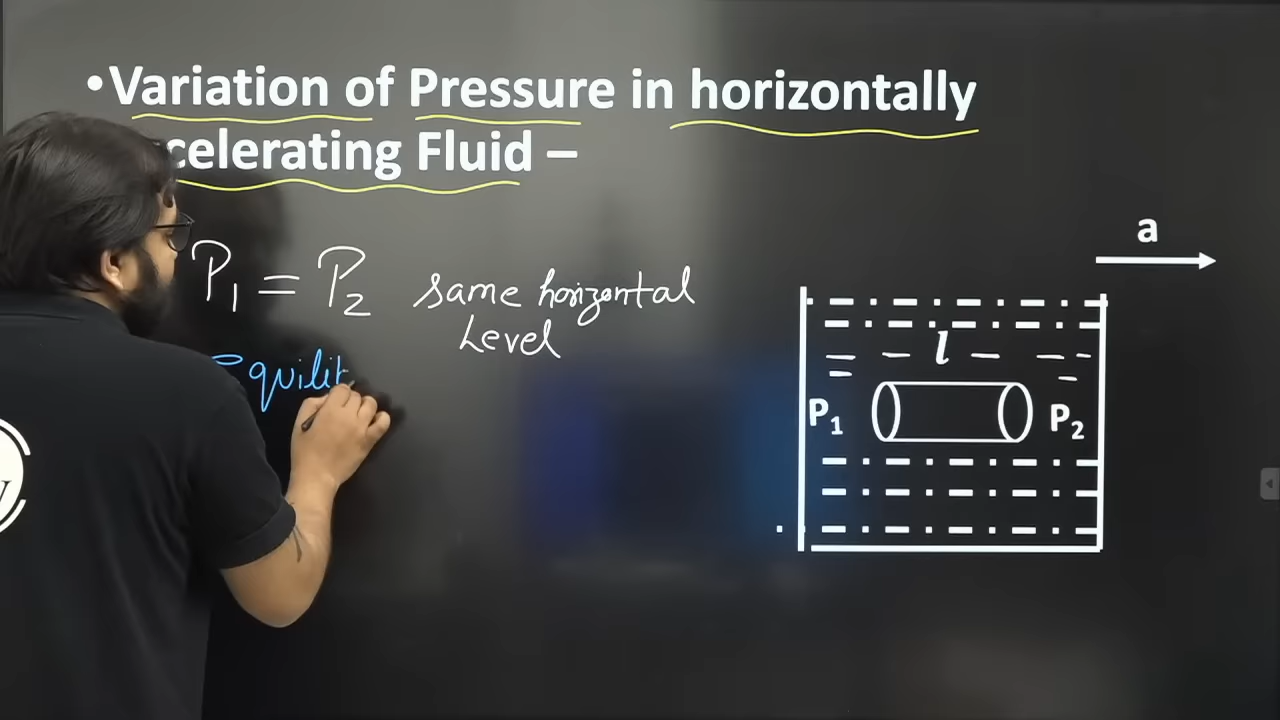 •Variation of Pressure in horizontally
celerating Fluid –
a
P1 = P2 same horizontal
Level
l
P1
P2